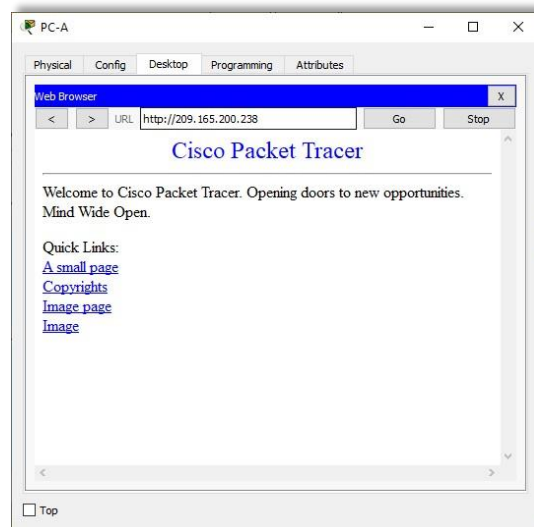 PC-A
Physical Config Desktop Programming Attributes
Web Browser X
< > URL http://209.165.200.238 Go Stop
Cisco Packet Tracer
Welcome to Cisco Packet Tracer. Opening doors to new opportunities.
Mind Wide Open.
Quick Links:
A small page
Copyrights
Image page
Image
Top